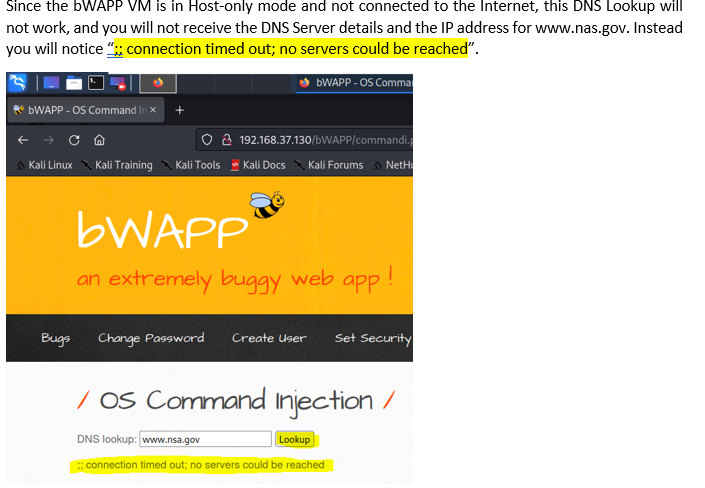 Since the bWAPP VM is in Host-only mode and not connected to the Internet, this DNS Lookup will
not work, and you will not receive the DNS Server details and the IP address for www.nas.gov. Instead
you will notice “;; connection timed out; no servers could be reached”.
bWAPP - OS Comma
bWAPP - OS Command In
192.168.37.130/bWAPP/commandi.p
Kali Linux Kali Training Kali Tools Kali Docs Kali Forums NetHu
bWAPP
an extremely buggy web app !
Bugs Change Password Create User Set Security
/ OS Command Injection /
DNS lookup: www.nsa.gov Lookup
;; connection timed out; no servers could be reached